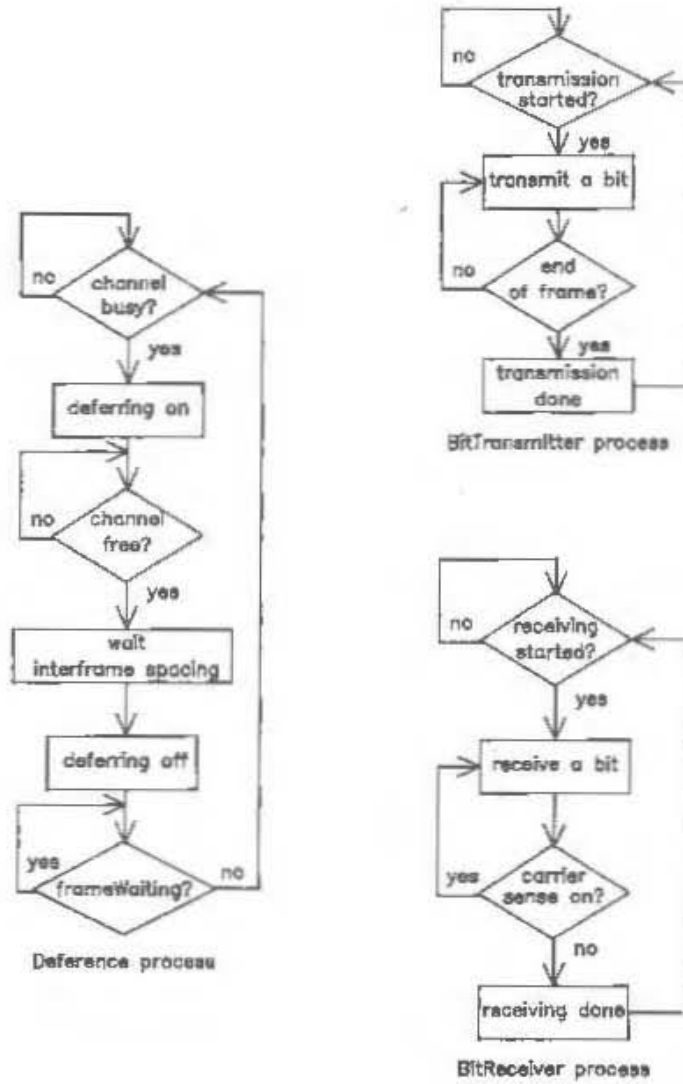 no
channel
busy?
yes
deferring on
no
channel
free?
yes
wait
interframe spacing
deferring off
yes
frameWaiting?
no
Deference process
no
transmission
started?
yes
transmit a bit
no
end
of frame?
yes
transmission
done
BitTransmitter process
no
receiving
started?
yes
receive a bit
yes
carrier
sense on?
no
receiving done
BitReceiver process